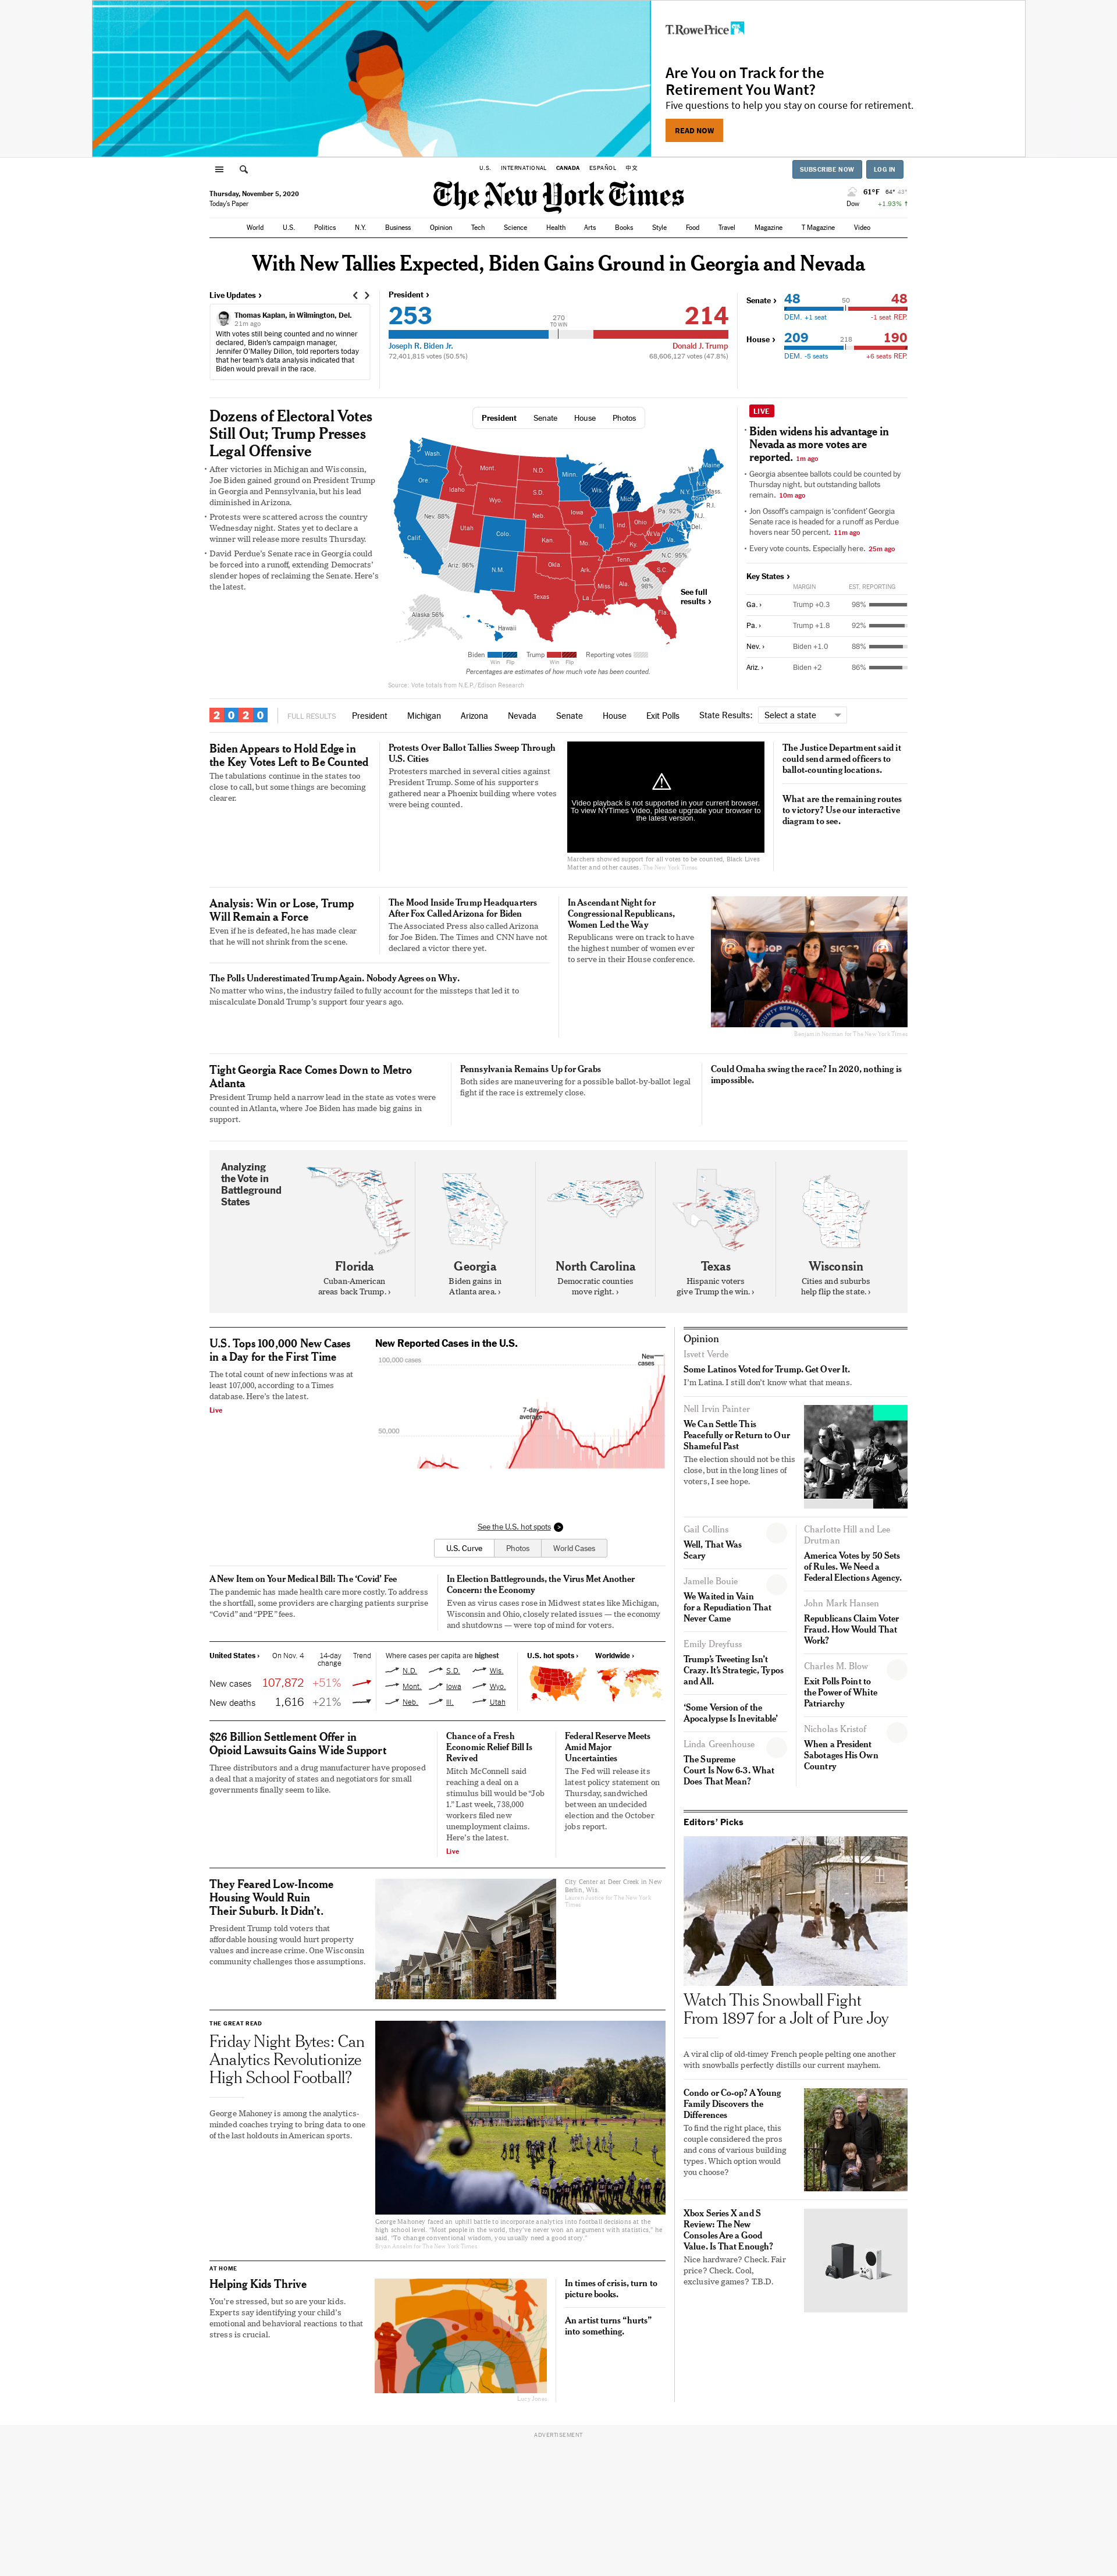 T.RowePrice
Are You on Track for the
Retirement You Want?
Five questions to help you stay on course for retirement.
READ NOW
U.S. INTERNATIONAL CANADA ESPAÑOL 中文
SUBSCRIBE NOW LOG IN
Thursday, November 5, 2020
Today's Paper
The New York Times
61°F 64° 43°
Dow +1.93% ↑
World U.S. Politics N.Y. Business Opinion Tech Science Health Arts Books Style Food Travel Magazine T Magazine Video
With New Tallies Expected, Biden Gains Ground in Georgia and Nevada
Live Updates ›
Thomas Kaplan, in Wilmington, Del.
21m ago
With votes still being counted and no winner
declared, Biden's campaign manager,
Jennifer O'Malley Dillon, told reporters today
that her team's data analysis indicated that
Biden would prevail in the race.
President ›
253
270
TO WIN
214
Joseph R. Biden Jr.
Donald J. Trump
72,401,815 votes (50.5%)
68,606,127 votes (47.8%)
Senate ›
48 50 48
DEM. +1 seat -1 seat REP.
House ›
209 218 190
DEM. -5 seats +6 seats REP.
Dozens of Electoral Votes
Still Out; Trump Presses
Legal Offensive
After victories in Michigan and Wisconsin,
Joe Biden gained ground on President Trump
in Georgia and Pennsylvania, but his lead
diminished in Arizona.
Protests were scattered across the country
Wednesday night. States yet to declare a
winner will release more results Thursday.
David Perdue's Senate race in Georgia could
be forced into a runoff, extending Democrats'
slender hopes of reclaiming the Senate. Here's
the latest.
President Senate House Photos
Wash.
Ore.
Calif.
Nev. 88%
Idaho
Mont.
Wyo.
Utah
Ariz. 86%
Colo.
N.M.
N.D.
S.D.
Neb.
Kan.
Okla.
Texas
Minn.
Iowa
Mo.
Ark.
La.
Wis.
Ill.
Mich.
Ind.
Ohio
Ky.
Tenn.
Miss.
Ala.
Ga.
98%
Fla.
S.C.
N.C. 95%
Va.
W.Va.
Pa. 92%
N.Y.
Vt.
N.H.
Maine
Mass.
R.I.
Conn.
N.J.
Del.
Md.
Alaska 56%
Hawaii
See full
results ›
Biden Trump Reporting votes
Win Flip Win Flip
Percentages are estimates of how much vote has been counted.
Source: Vote totals from N.E.P./Edison Research
LIVE
Biden widens his advantage in
Nevada as more votes are
reported. 1m ago
Georgia absentee ballots could be counted by
Thursday night, but outstanding ballots
remain. 10m ago
Jon Ossoff's campaign is 'confident' Georgia
Senate race is headed for a runoff as Perdue
hovers near 50 percent. 11m ago
Every vote counts. Especially here. 25m ago
Key States ›
MARGIN EST. REPORTING
Ga. › Trump +0.3 98%
Pa. › Trump +1.8 92%
Nev. › Biden +1.0 88%
Ariz. › Biden +2 86%
2020 FULL RESULTS President Michigan Arizona Nevada Senate House Exit Polls State Results: Select a state
Biden Appears to Hold Edge in
the Key Votes Left to Be Counted
The tabulations continue in the states too
close to call, but some things are becoming
clearer.
Protests Over Ballot Tallies Sweep Through
U.S. Cities
Protesters marched in several cities against
President Trump. Some of his supporters
gathered near a Phoenix building where votes
were being counted.
Video playback is not supported in your current browser.
To view NYTimes Video, please upgrade your browser to
the latest version.
Marchers showed support for all votes to be counted, Black Lives
Matter and other causes. The New York Times
The Justice Department said it
could send armed officers to
ballot-counting locations.
What are the remaining routes
to victory? Use our interactive
diagram to see.
Analysis: Win or Lose, Trump
Will Remain a Force
Even if he is defeated, he has made clear
that he will not shrink from the scene.
The Mood Inside Trump Headquarters
After Fox Called Arizona for Biden
The Associated Press also called Arizona
for Joe Biden. The Times and CNN have not
declared a victor there yet.
The Polls Underestimated Trump Again. Nobody Agrees on Why.
No matter who wins, the industry failed to fully account for the missteps that led it to
miscalculate Donald Trump's support four years ago.
In Ascendant Night for
Congressional Republicans,
Women Led the Way
Republicans were on track to have
the highest number of women ever
to serve in their House conference.
Benjamin Norman for The New York Times
Tight Georgia Race Comes Down to Metro
Atlanta
President Trump held a narrow lead in the state as votes were
counted in Atlanta, where Joe Biden has made big gains in
support.
Pennsylvania Remains Up for Grabs
Both sides are maneuvering for a possible ballot-by-ballot legal
fight if the race is extremely close.
Could Omaha swing the race? In 2020, nothing is
impossible.
Analyzing
the Vote in
Battleground
States
Florida
Cuban-American
areas back Trump. ›
Georgia
Biden gains in
Atlanta area. ›
North Carolina
Democratic counties
move right. ›
Texas
Hispanic voters
give Trump the win. ›
Wisconsin
Cities and suburbs
help flip the state. ›
U.S. Tops 100,000 New Cases
in a Day for the First Time
The total count of new infections was at
least 107,000, according to a Times
database. Here's the latest.
Live
New Reported Cases in the U.S.
100,000 cases
New
cases
7-day
average
50,000
See the U.S. hot spots
U.S. Curve Photos World Cases
A New Item on Your Medical Bill: The 'Covid' Fee
The pandemic has made health care more costly. To address
the shortfall, some providers are charging patients surprise
“Covid” and “PPE” fees.
In Election Battlegrounds, the Virus Met Another
Concern: the Economy
Even as virus cases rose in Midwest states like Michigan,
Wisconsin and Ohio, closely related issues — the economy
and shutdowns — were top of mind for voters.
United States › On Nov. 4 14-day
change Trend
New cases 107,872 +51%
New deaths 1,616 +21%
Where cases per capita are highest
N.D. S.D. Wis.
Mont. Iowa Wyo.
Neb. Ill. Utah
U.S. hot spots › Worldwide ›
$26 Billion Settlement Offer in
Opioid Lawsuits Gains Wide Support
Three distributors and a drug manufacturer have proposed
a deal that a majority of states and negotiators for small
governments finally seem to like.
Chance of a Fresh
Economic Relief Bill Is
Revived
Mitch McConnell said
reaching a deal on a
stimulus bill would be “Job
1.” Last week, 738,000
workers filed new
unemployment claims.
Here's the latest.
Live
Federal Reserve Meets
Amid Major
Uncertainties
The Fed will release its
latest policy statement on
Thursday, sandwiched
between an undecided
election and the October
jobs report.
They Feared Low-Income
Housing Would Ruin
Their Suburb. It Didn't.
President Trump told voters that
affordable housing would hurt property
values and increase crime. One Wisconsin
community challenges those assumptions.
City Center at Deer Creek in New
Berlin, Wis.
Lauren Justice for The New York
Times
THE GREAT READ
Friday Night Bytes: Can
Analytics Revolutionize
High School Football?
George Mahoney is among the analytics-
minded coaches trying to bring data to one
of the last holdouts in American sports.
George Mahoney faced an uphill battle to incorporate analytics into football decisions at the
high school level. “Most people in the world, they've never won an argument with statistics,” he
said. “To change conventional wisdom, you usually need a good story.”
Bryan Anselm for The New York Times
AT HOME
Helping Kids Thrive
You're stressed, but so are your kids.
Experts say identifying your child's
emotional and behavioral reactions to that
stress is crucial.
Lucy Jones
In times of crisis, turn to
picture books.
An artist turns “hurts”
into something.
Opinion
Isvett Verde
Some Latinos Voted for Trump. Get Over It.
I'm Latina. I still don't know what that means.
Nell Irvin Painter
We Can Settle This
Peacefully or Return to Our
Shameful Past
The election should not be this
close, but in the long lines of
voters, I see hope.
Gail Collins
Well, That Was
Scary
Jamelle Bouie
We Waited in Vain
for a Repudiation That
Never Came
Emily Dreyfuss
Trump's Tweeting Isn't
Crazy. It's Strategic, Typos
and All.
'Some Version of the
Apocalypse Is Inevitable'
Linda Greenhouse
The Supreme
Court Is Now 6-3. What
Does That Mean?
Charlotte Hill and Lee
Drutman
America Votes by 50 Sets
of Rules. We Need a
Federal Elections Agency.
John Mark Hansen
Republicans Claim Voter
Fraud. How Would That
Work?
Charles M. Blow
Exit Polls Point to
the Power of White
Patriarchy
Nicholas Kristof
When a President
Sabotages His Own
Country
Editors' Picks
Watch This Snowball Fight
From 1897 for a Jolt of Pure Joy
A viral clip of old-timey French people pelting one another
with snowballs perfectly distills our current mayhem.
Condo or Co-op? A Young
Family Discovers the
Differences
To find the right place, this
couple considered the pros
and cons of various building
types. Which option would
you choose?
Xbox Series X and S
Review: The New
Consoles Are a Good
Value. Is That Enough?
Nice hardware? Check. Fair
price? Check. Cool,
exclusive games? T.B.D.
ADVERTISEMENT